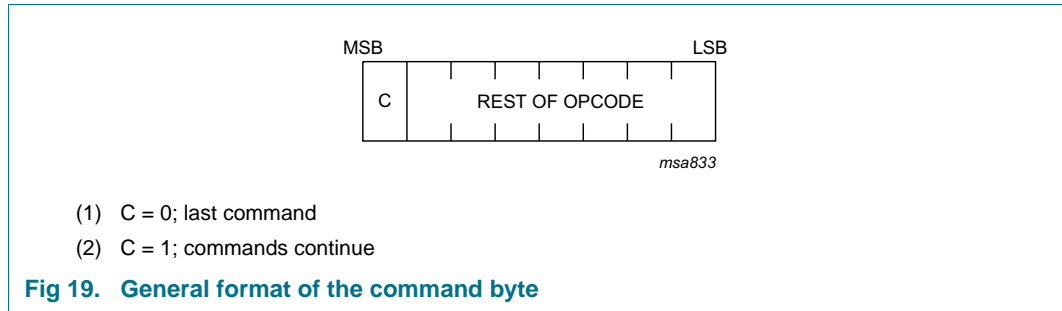 MSB LSB
C REST OF OPCODE
msa833
(1) C = 0; last command
(2) C = 1; commands continue
Fig 19. General format of the command byte